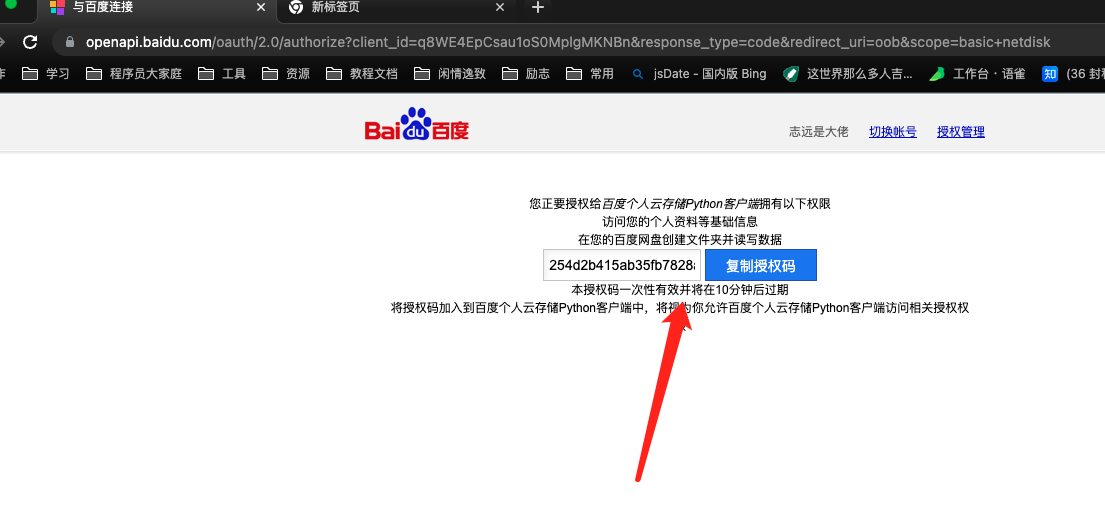 与百度连接
新标签页
openapi.baidu.com/oauth/2.0/authorize?client_id=q8WE4EpCsau1oS0MplgMKNBn&response_type=code&redirect_uri=oob&scope=basic+netdisk
作 学习 程序员大家庭 工具 资源 教程文档 闲情逸致 励志 常用 jsDate - 国内版 Bing 这世界那么多人吉... 工作台 · 语雀 知 (36 封私
Baidu百度
志远是大佬 切换帐号 授权管理
您正要授权给百度个人云存储Python客户端拥有以下权限
访问您的个人资料等基础信息
在您的百度网盘创建文件夹并读写数据
254d2b415ab35fb7828a 复制授权码
本授权码一次性有效并将在10分钟后过期
将授权码加入到百度个人云存储Python客户端中，将视为你允许百度个人云存储Python客户端访问相关授权权